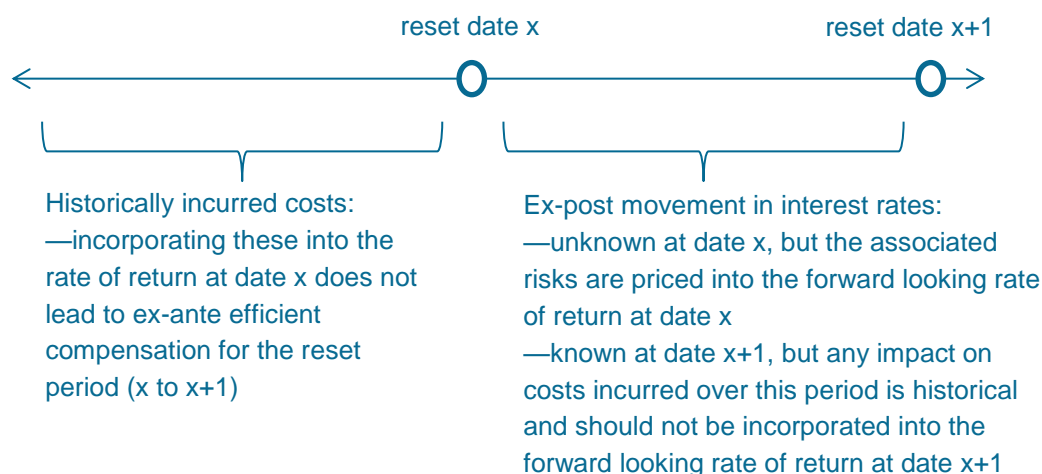 reset date x
reset date x+1
Historically incurred costs:
—incorporating these into the
rate of return at date x does not
lead to ex-ante efficient
compensation for the reset
period (x to x+1)
Ex-post movement in interest rates:
—unknown at date x, but the associated
risks are priced into the forward looking rate
of return at date x
—known at date x+1, but any impact on
costs incurred over this period is historical
and should not be incorporated into the
forward looking rate of return at date x+1